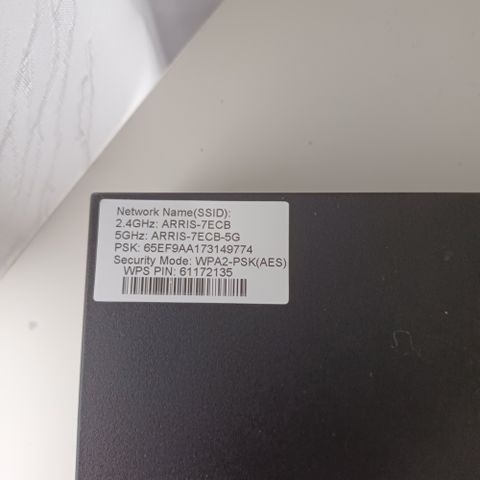 Network Name(SSID):
2.4GHz: ARRIS-7ECB
5GHz: ARRIS-7ECB-5G
PSK: 65EF9AA173149774
Security Mode: WPA2-PSK(AES)
WPS PIN: 61172135